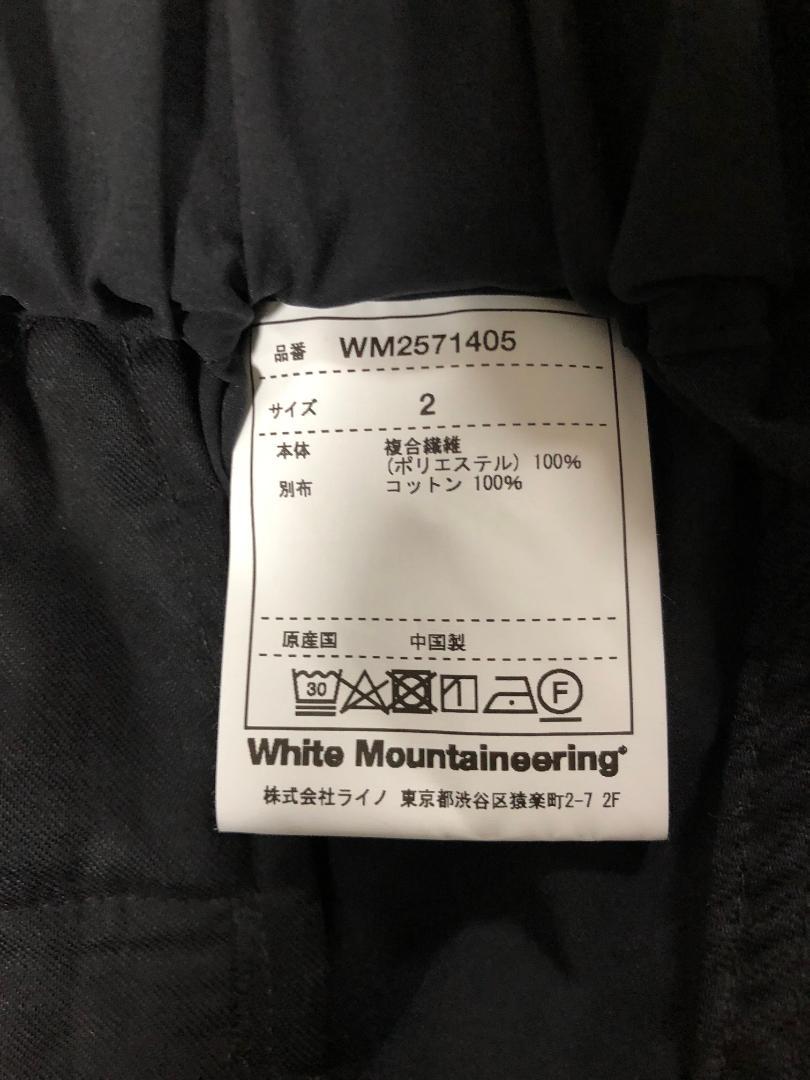 品番 WM2571405
サイズ 2
本体 複合繊維
(ポリエステル) 100%
別布 コットン 100%
原産国 中国製
30 F
White Mountaineering®
株式会社ライノ 東京都渋谷区猿楽町2-7 2F